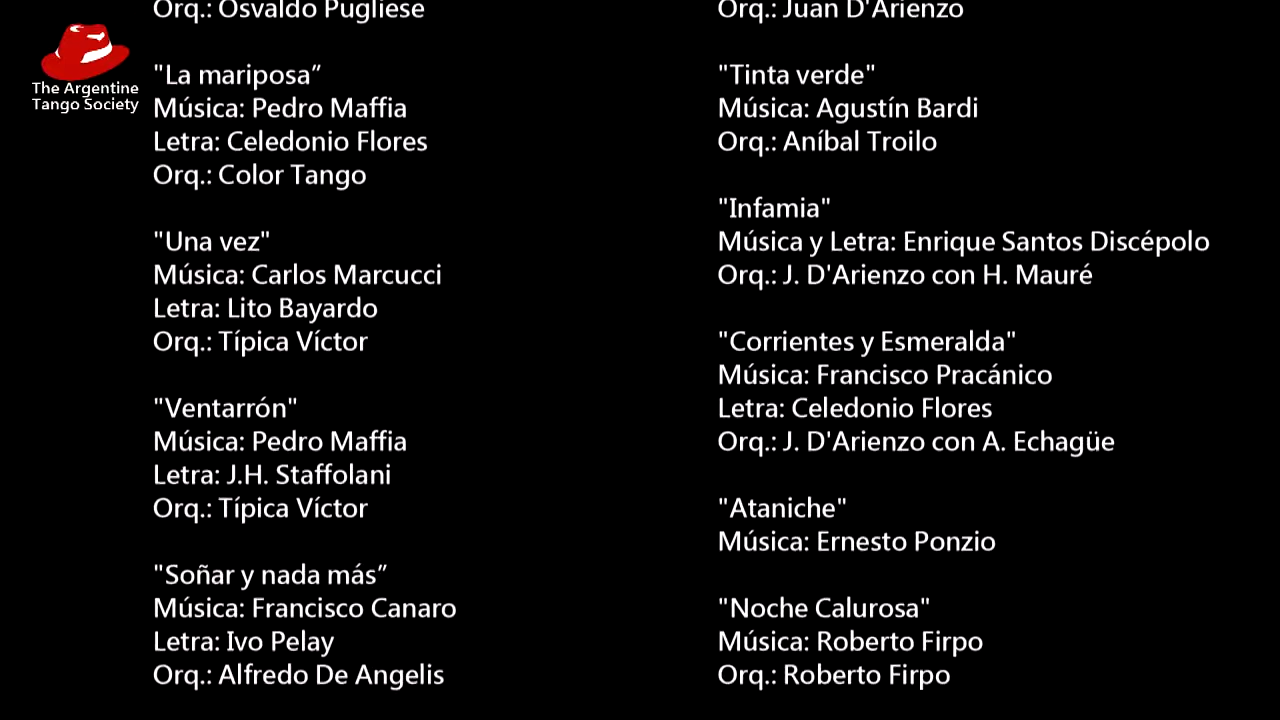 The Argentine
Tango Society
Orq.: Osvaldo Pugliese
"La mariposa”
Música: Pedro Maffia
Letra: Celedonio Flores
Orq.: Color Tango
"Una vez"
Música: Carlos Marcucci
Letra: Lito Bayardo
Orq.: Típica Víctor
"Ventarrón"
Música: Pedro Maffia
Letra: J.H. Staffolani
Orq.: Típica Víctor
"Soñar y nada más”
Música: Francisco Canaro
Letra: Ivo Pelay
Orq.: Alfredo De Angelis
Orq.: Juan D'Arienzo
"Tinta verde"
Música: Agustín Bardi
Orq.: Aníbal Troilo
"Infamia"
Música y Letra: Enrique Santos Discépolo
Orq.: J. D'Arienzo con H. Mauré
"Corrientes y Esmeralda"
Música: Francisco Pracánico
Letra: Celedonio Flores
Orq.: J. D'Arienzo con A. Echagüe
"Ataniche"
Música: Ernesto Ponzio
"Noche Calurosa"
Música: Roberto Firpo
Orq.: Roberto Firpo